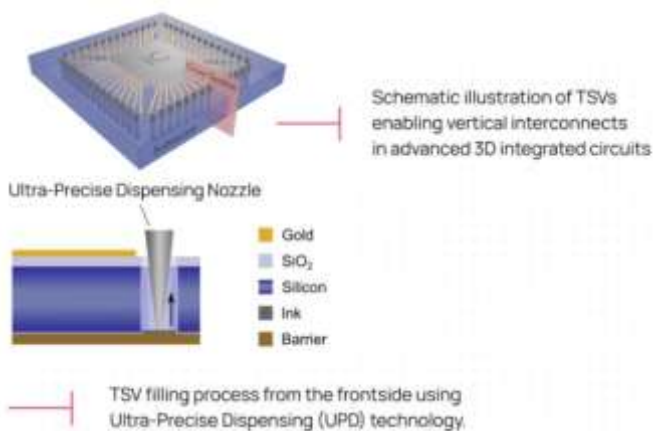 Schematic illustration of TSVs
enabling vertical interconnects
in advanced 3D integrated circuits
Ultra-Precise Dispensing Nozzle
Gold
SiO₂
Silicon
Ink
Barrier
TSV filling process from the frontside using
Ultra-Precise Dispensing (UPD) technology.